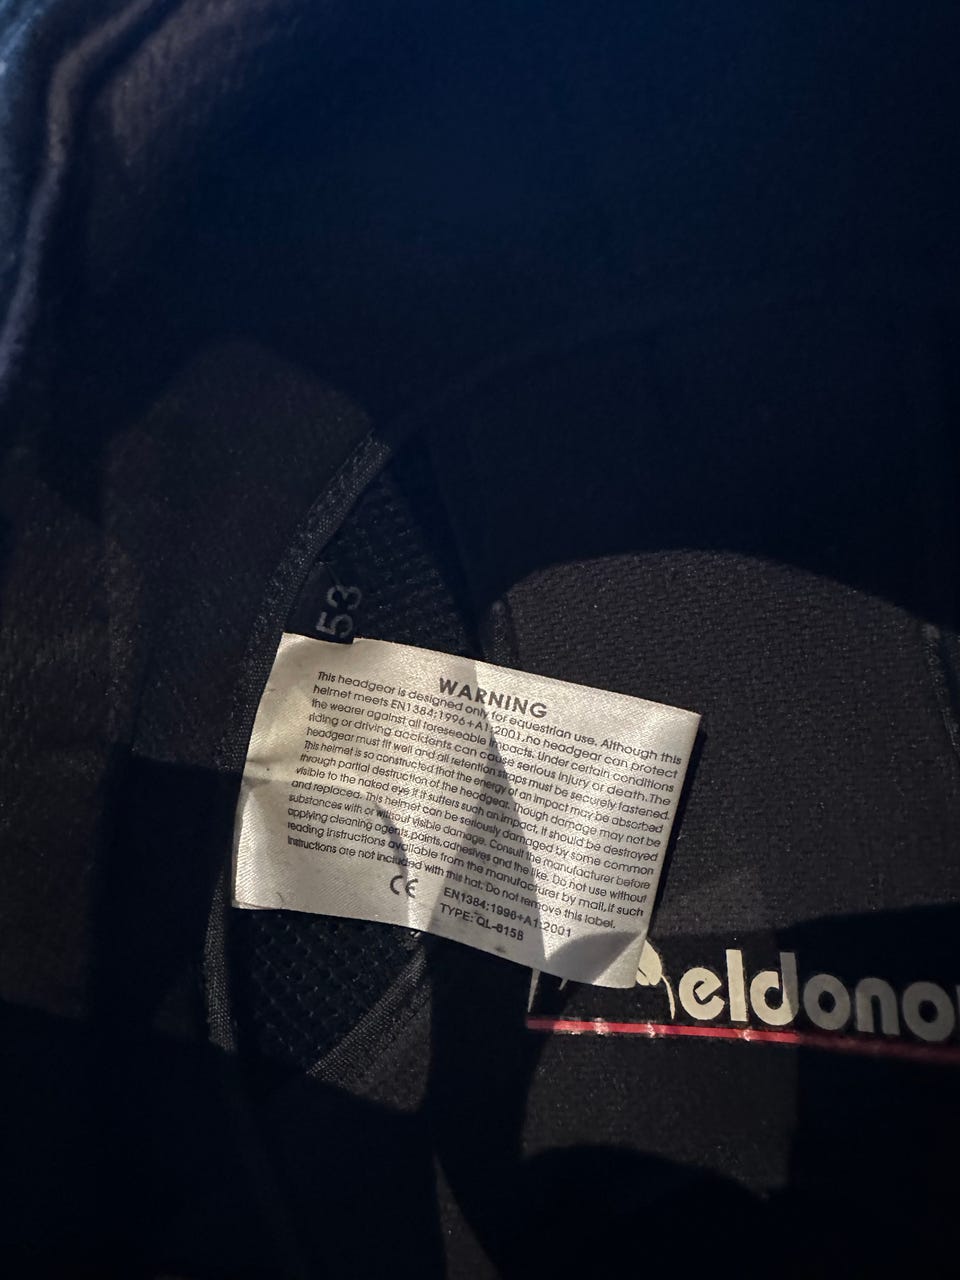 53
WARNING
This headgear is designed only for equestrian use. Although this
helmet meets EN1384:1996+A1:2001,no headgear can protect
the wearer against all foreseeable impacts. Under certain conditions
riding or driving accidents can cause serious injury or death.The
headgear must fit well and all retention straps must be securely fastened.
This helmet is so constructed that the energy of an impact may be absorbed
through partial destruction of the headgear. Though damage may not be
visible to the naked eye,if it suffers such an impact, it should be destroyed
and replaced. This helmet can be seriously damaged by some common
substances with or without visible damage. Consult the manufacturer before
applying cleaning agents,paints,adhesives and the like. Do not use without
reading instructions available from the manufacturer by mail,if such
instructions are not included with this hat. Do not remove this label.
CE
EN1384:1996+A1:2001
TYPE: QL-815B
eldono